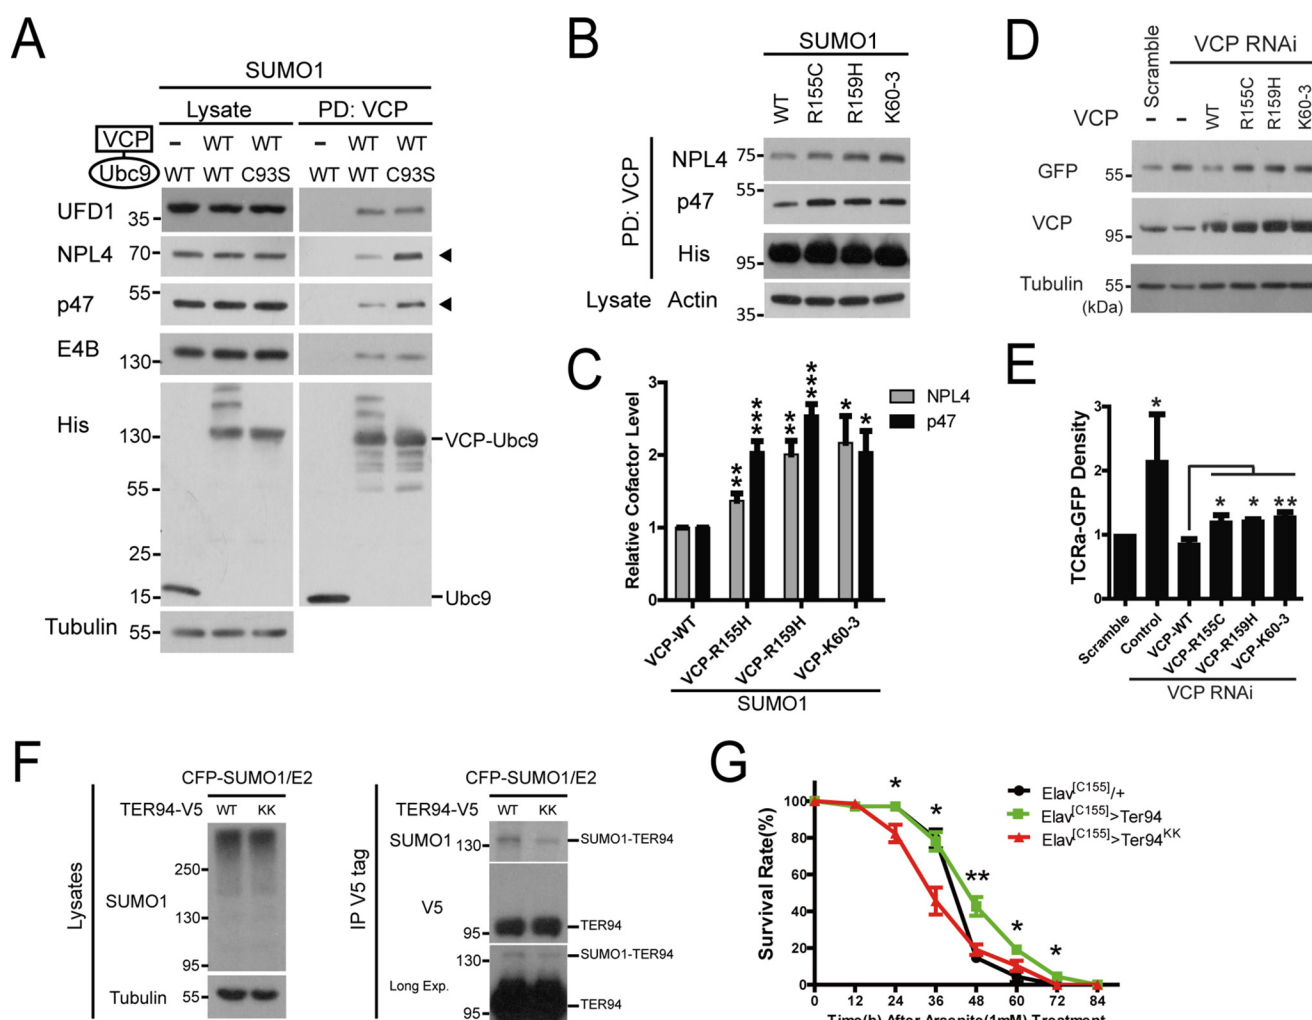 A
SUMO1
Lysate PD: VCP
VCP – WT WT – WT WT
Ubc9 WT WT C93S WT WT C93S
UFD1 35
NPL4 70
p47 55
E4B 130
His 130 VCP-Ubc9
55
25
15 Ubc9
Tubulin 55
B
SUMO1
WT R155C R159H K60-3
PD: VCP
NPL4 75
55
p47
His 95
Lysate Actin
35
C
Relative Cofactor Level
3
2
1
0
** *** ** *** * *
NPL4
p47
VCP-WT VCP-R155H VCP-R159H VCP-K60-3
SUMO1
D
Scramble VCP RNAi
VCP – – WT R155C R159H K60-3
GFP 55
VCP 95
Tubulin 55
(kDa)
E
TCRa-GFP Density
3
2
1
0
* * * **
Scramble Control VCP-WT VCP-R155C VCP-R159H VCP-K60-3
VCP RNAi
F
CFP-SUMO1/E2
TER94-V5 WT KK
Lysates
SUMO1
250
130
95
Tubulin 55
CFP-SUMO1/E2
TER94-V5 WT KK
IP V5 tag
SUMO1 130 SUMO1-TER94
V5
95 TER94
130 SUMO1-TER94
Long Exp.
95 TER94
G
Survival Rate(%)
100
80
60
40
20
0
* * ** * *
Elav[C155]/+
Elav[C155]>Ter94
Elav[C155]>Ter94KK
0 12 24 36 48 60 72 84
Time(h) After Arsenite(1mM) Treatment